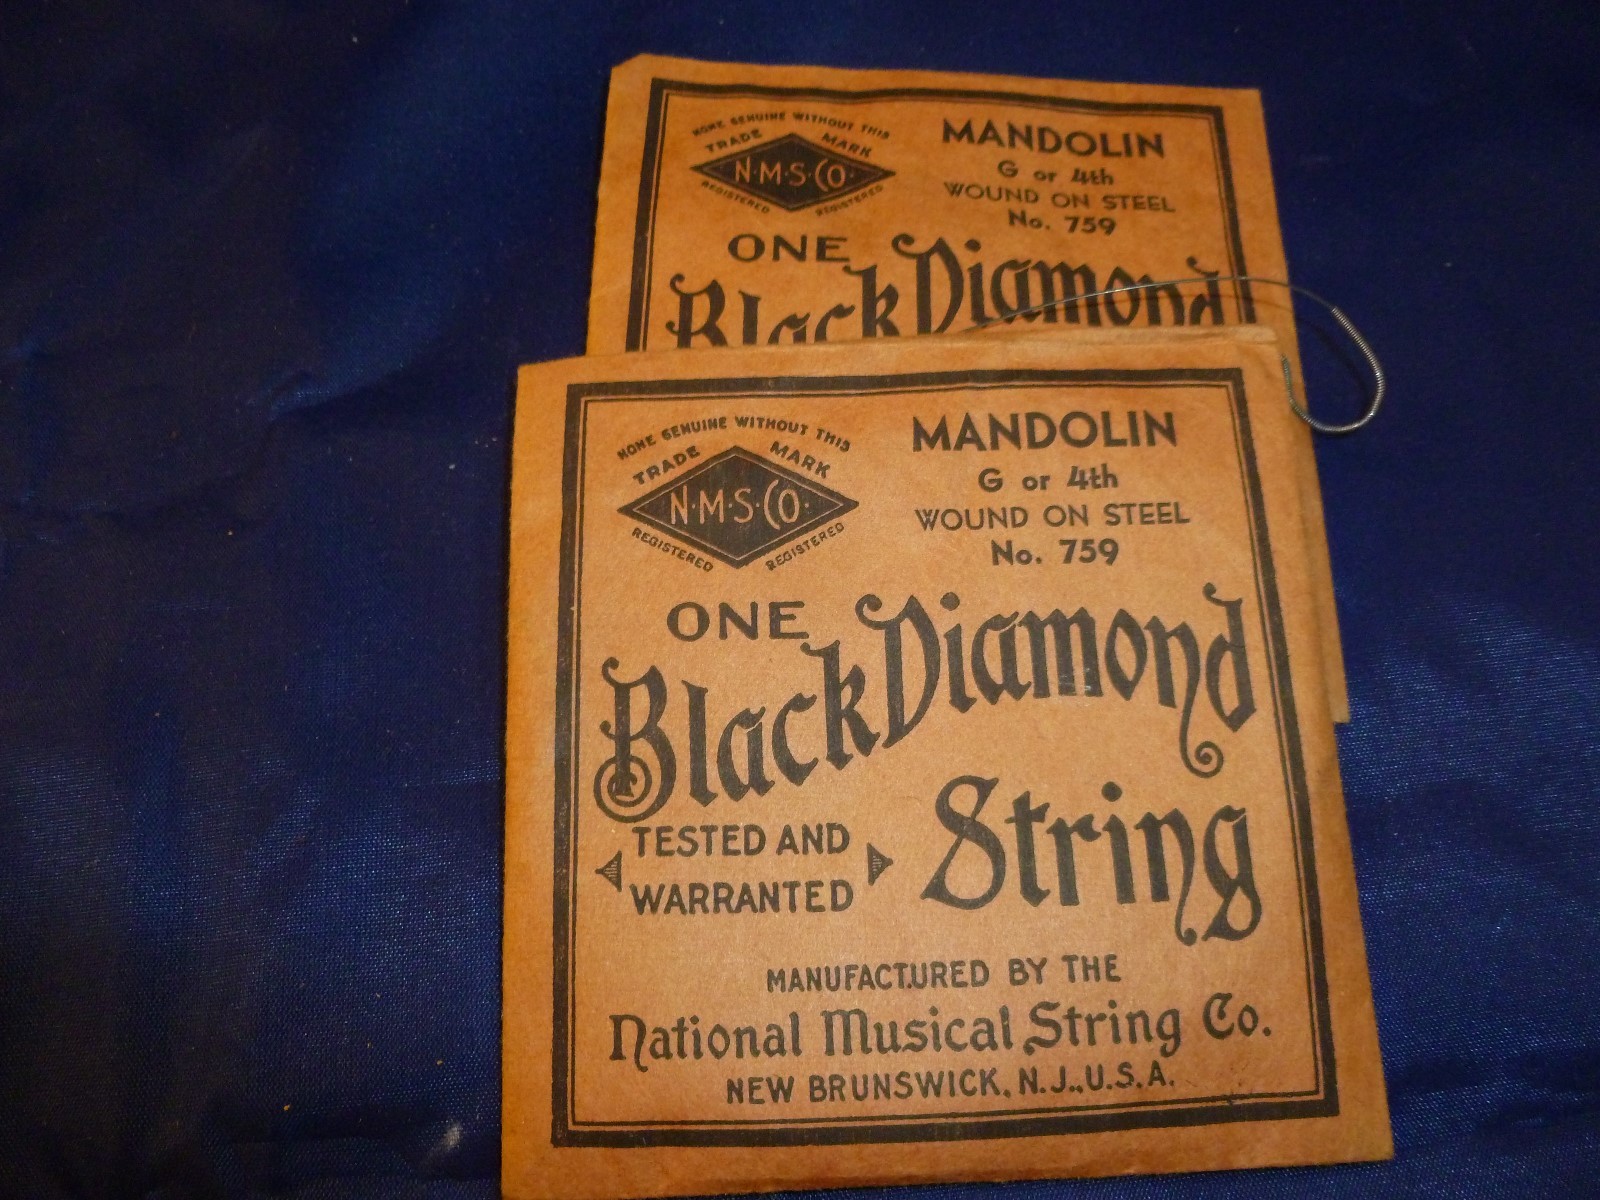 NONE GENUINE WITHOUT THIS
TRADE MARK
N·M·S·CO·
REGISTERED REGISTERED
MANDOLIN
G or 4th
WOUND ON STEEL
No. 759
ONE
Black Diamond
NONE GENUINE WITHOUT THIS
TRADE MARK
N·M·S·CO·
REGISTERED REGISTERED
MANDOLIN
G or 4th
WOUND ON STEEL
No. 759
ONE
Black Diamond
String
TESTED AND
WARRANTED
MANUFACTURED BY THE
National Musical String Co.
NEW BRUNSWICK, N.J., U.S.A.